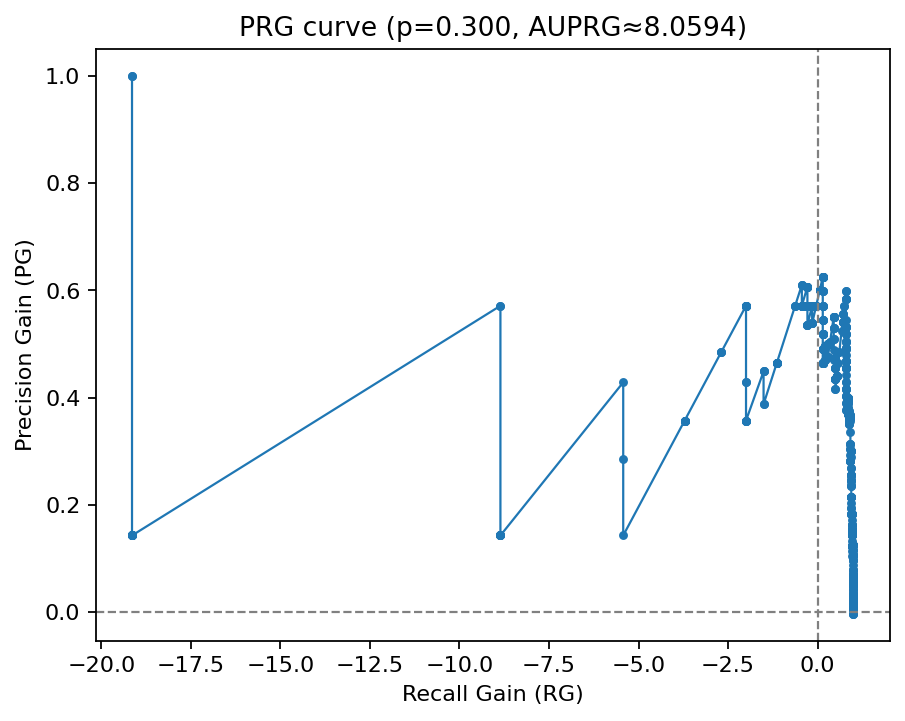 PRG curve (p=0.300, AUPRG≈8.0594)
Precision Gain (PG)
1.0
0.8
0.6
0.4
0.2
0.0
−20.0 −17.5 −15.0 −12.5 −10.0 −7.5 −5.0 −2.5 0.0
Recall Gain (RG)